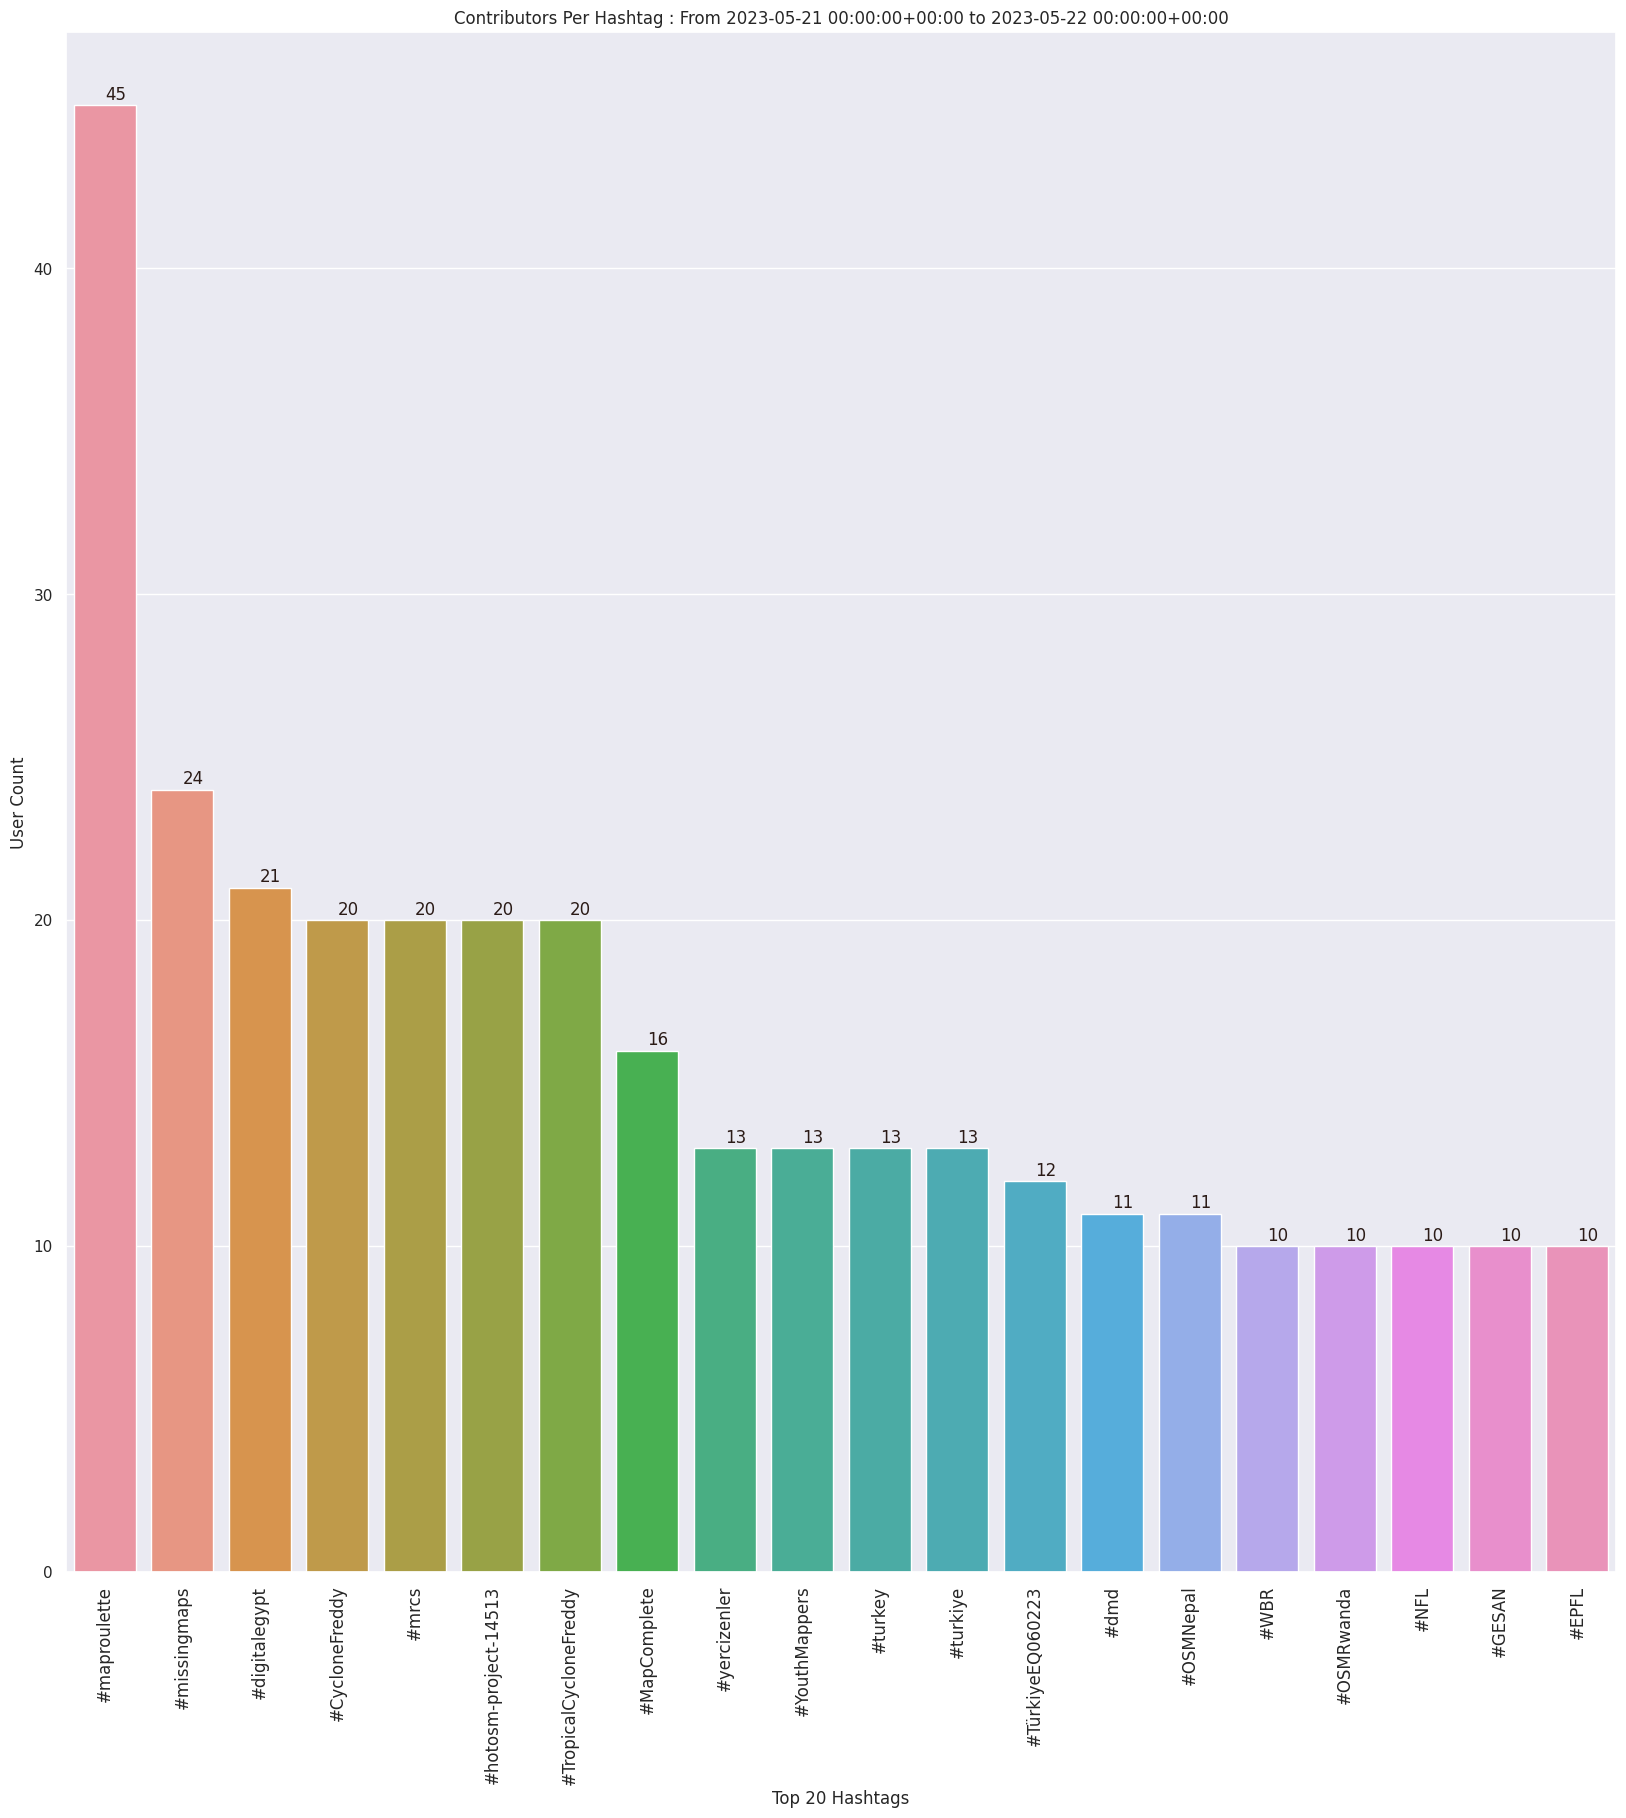 Contributors Per Hashtag : From 2023-05-21 00:00:00+00:00 to 2023-05-22 00:00:00+00:00
User Count
40
30
20
10
0
45
24
21
20
20
20
20
16
13
13
13
13
12
11
11
10
10
10
10
10
#maproulette
#missingmaps
#digitalegypt
#CycloneFreddy
#mrcs
#hotosm-project-14513
#TropicalCycloneFreddy
#MapComplete
#yercizenler
#YouthMappers
#turkey
#turkiye
#TürkiyeEQ060223
#dmd
#OSMNepal
#WBR
#OSMRwanda
#NFL
#GESAN
#EPFL
Top 20 Hashtags